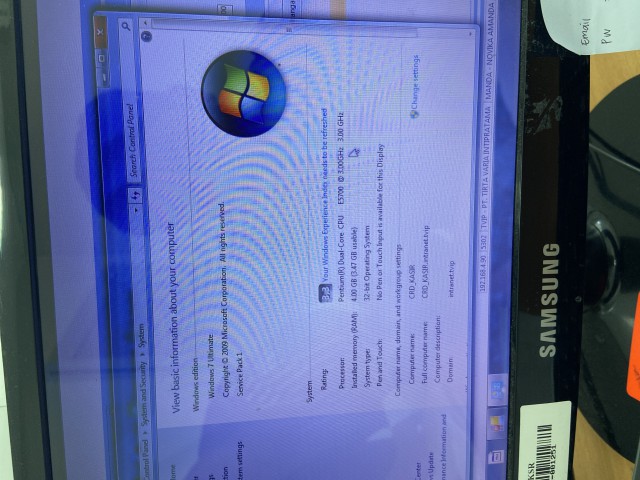 Control Panel ▸ System and Security ▸ System
Search Control Panel
View basic information about your computer
Windows edition
Windows 7 Ultimate
Copyright © 2009 Microsoft Corporation. All rights reserved.
Service Pack 1
System
Rating: Your Windows Experience Index needs to be refreshed
Processor: Pentium(R) Dual-Core CPU E5700 @ 3.00GHz 3.00 GHz
Installed memory (RAM): 4.00 GB (3.47 GB usable)
System type: 32-bit Operating System
Pen and Touch: No Pen or Touch Input is available for this Display
Computer name, domain, and workgroup settings
Computer name: CRD_KASIR
Change settings
Full computer name: CRD_KASIR.intranet.tvip
Computer description:
Domain: intranet.tvip
SAMSUNG
Email
PW